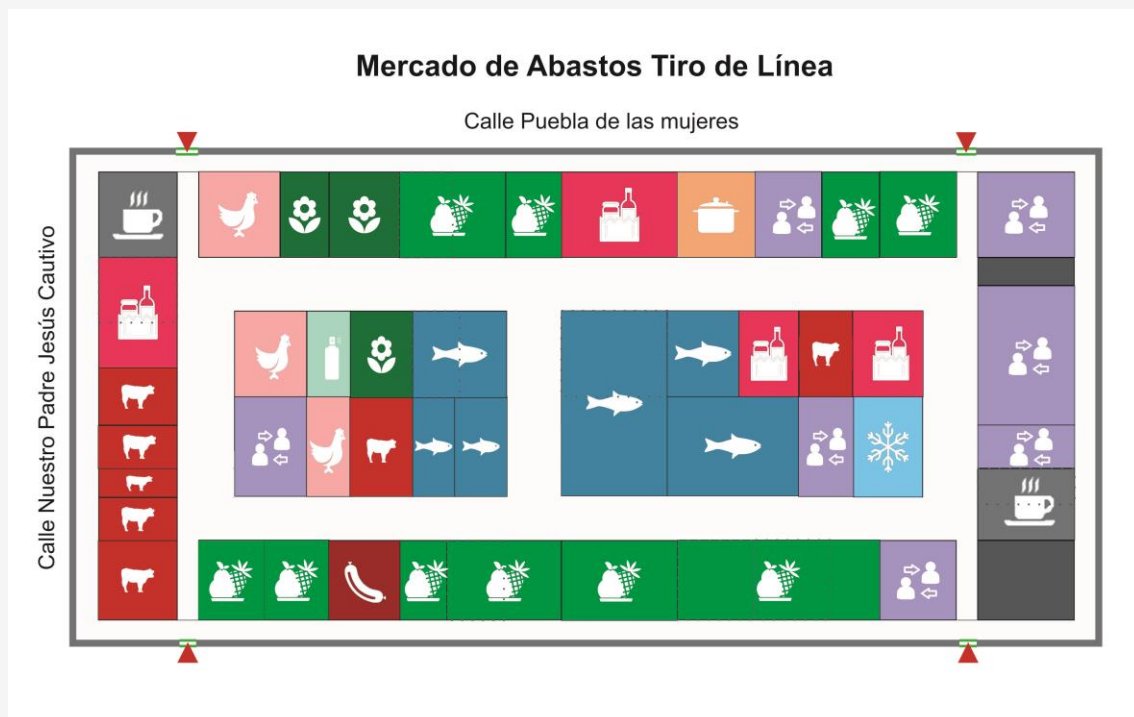 Mercado de Abastos Tiro de Línea
Calle Puebla de las mujeres
Calle Nuestro Padre Jesús Cautivo